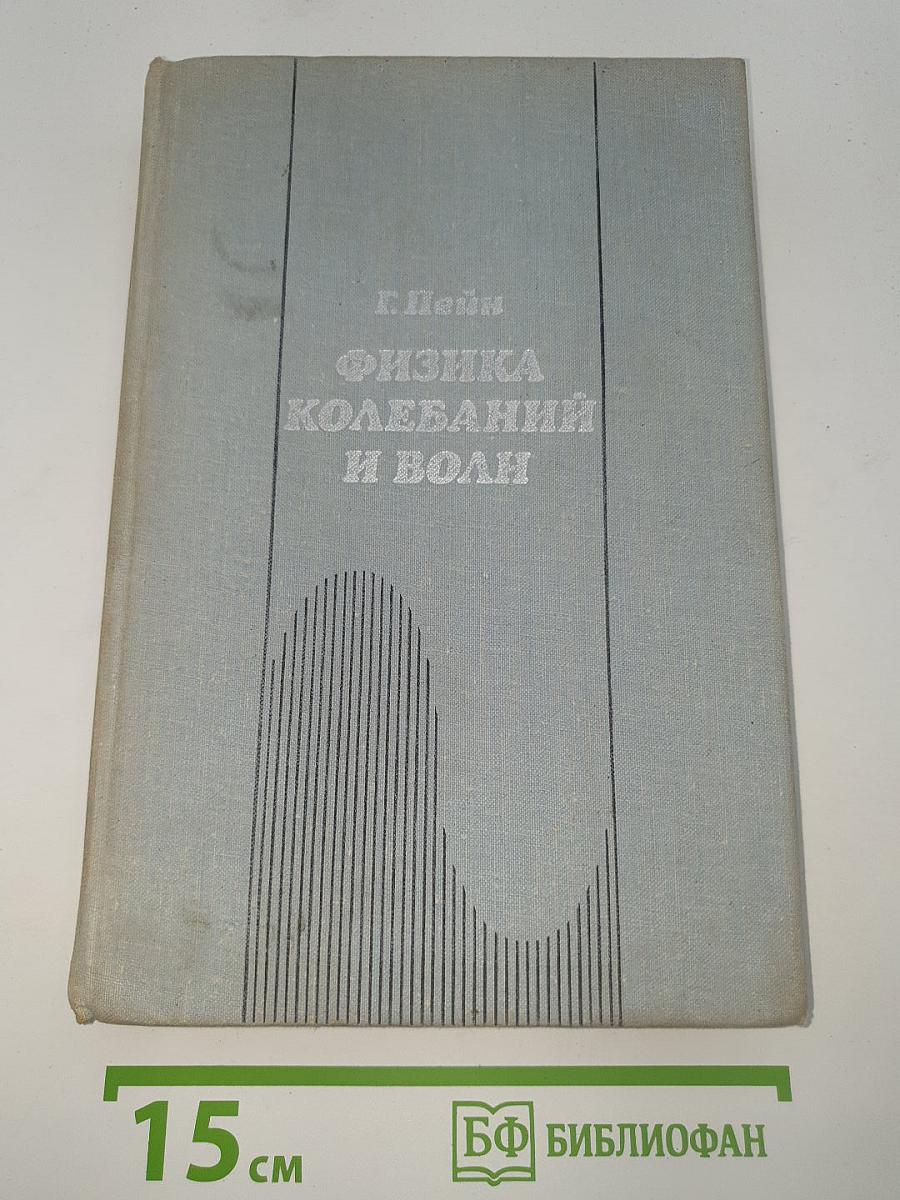 Г. Пейн
ФИЗИКА
КОЛЕБАНИЙ
И ВОЛН
15 см
БФ БИБЛИОФАН